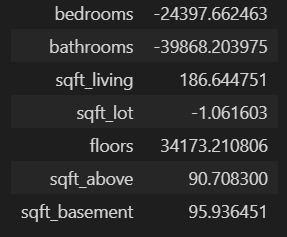 bedrooms -24397.662463
bathrooms -39868.203975
sqft_living 186.644751
sqft_lot -1.061603
floors 34173.210806
sqft_above 90.708300
sqft_basement 95.936451